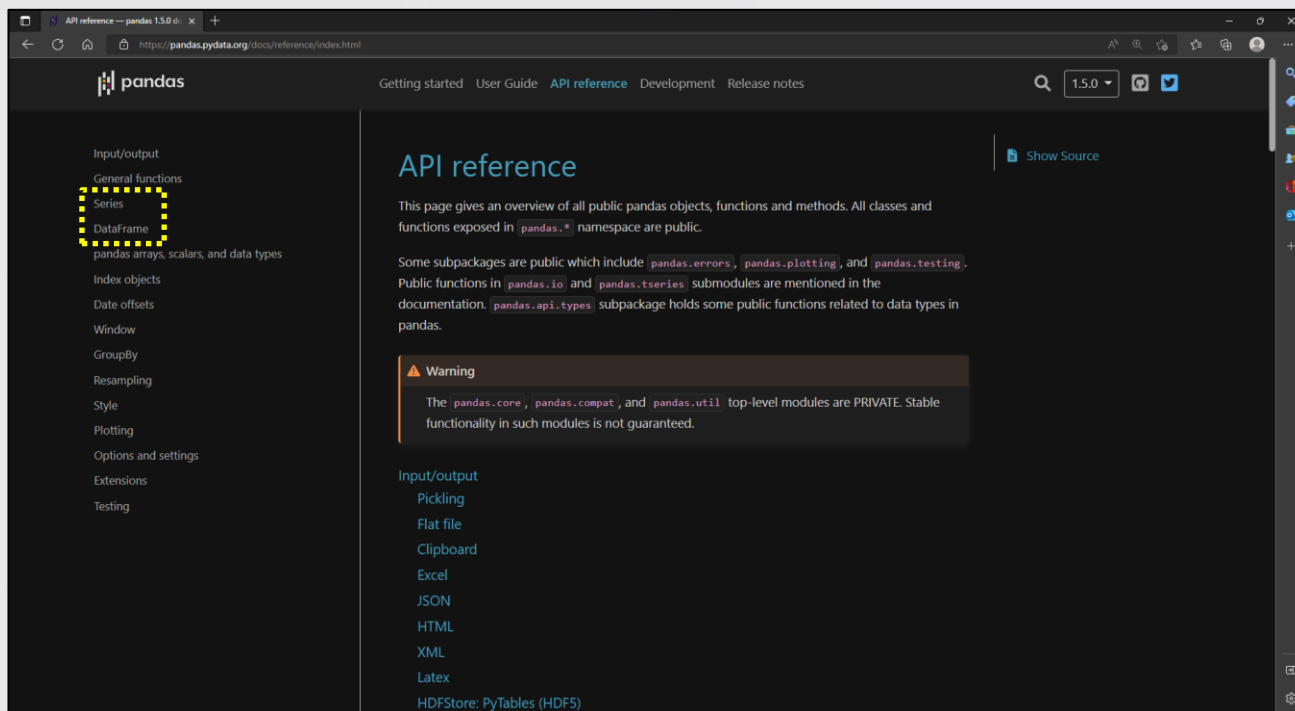 API reference — pandas 1.5.0 do
https://pandas.pydata.org/docs/reference/index.html
pandas
Getting started User Guide API reference Development Release notes
1.5.0
Input/output
General functions
Series
DataFrame
pandas arrays, scalars, and data types
Index objects
Date offsets
Window
GroupBy
Resampling
Style
Plotting
Options and settings
Extensions
Testing
API reference
This page gives an overview of all public pandas objects, functions and methods. All classes and
functions exposed in pandas.* namespace are public.
Some subpackages are public which include pandas.errors, pandas.plotting, and pandas.testing.
Public functions in pandas.io and pandas.tseries submodules are mentioned in the
documentation. pandas.api.types subpackage holds some public functions related to data types in
pandas.
Warning
The pandas.core, pandas.compat, and pandas.util top-level modules are PRIVATE. Stable
functionality in such modules is not guaranteed.
Input/output
Pickling
Flat file
Clipboard
Excel
JSON
HTML
XML
Latex
HDFStore: PyTables (HDF5)
Show Source